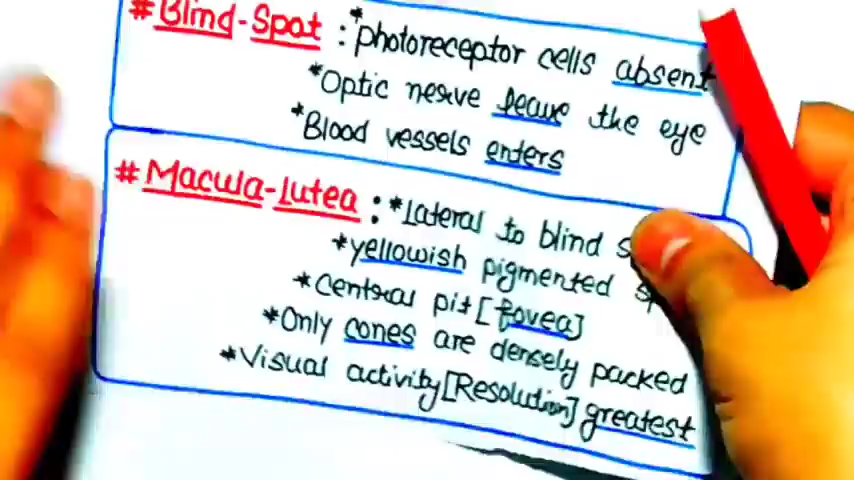 #Blind-Spot : *photoreceptor cells absent
*Optic nerve leave the eye
*Blood vessels enters
#Macula-lutea : *Lateral to blind
*yellowish pigmented
*Central pit[fovea]
*Only cones are densely packed
*Visual activity[Resolution] greatest